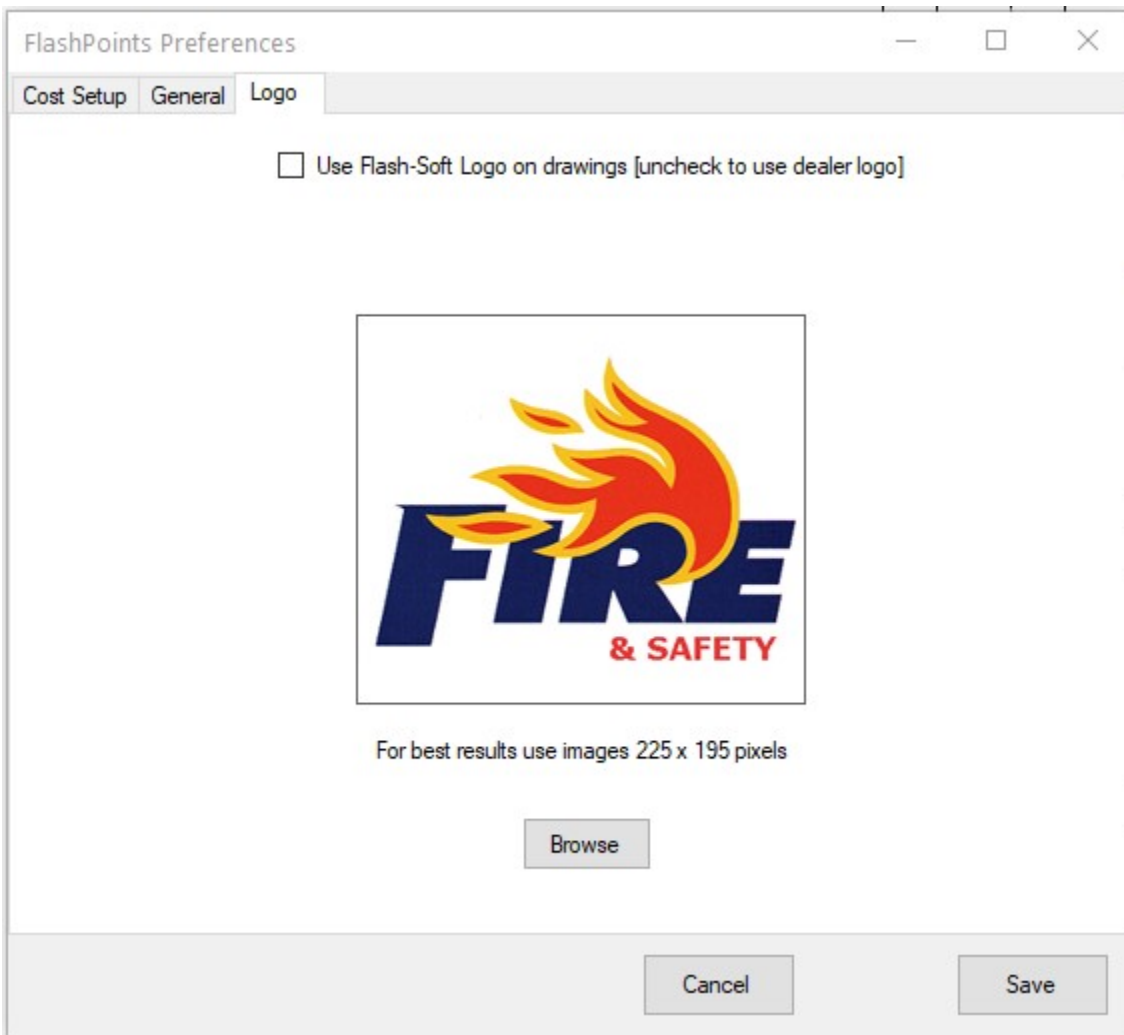 FlashPoints Preferences
Cost Setup General Logo
Use Flash-Soft Logo on drawings [uncheck to use dealer logo]
FIRE
& SAFETY
For best results use images 225 x 195 pixels
Browse
Cancel Save